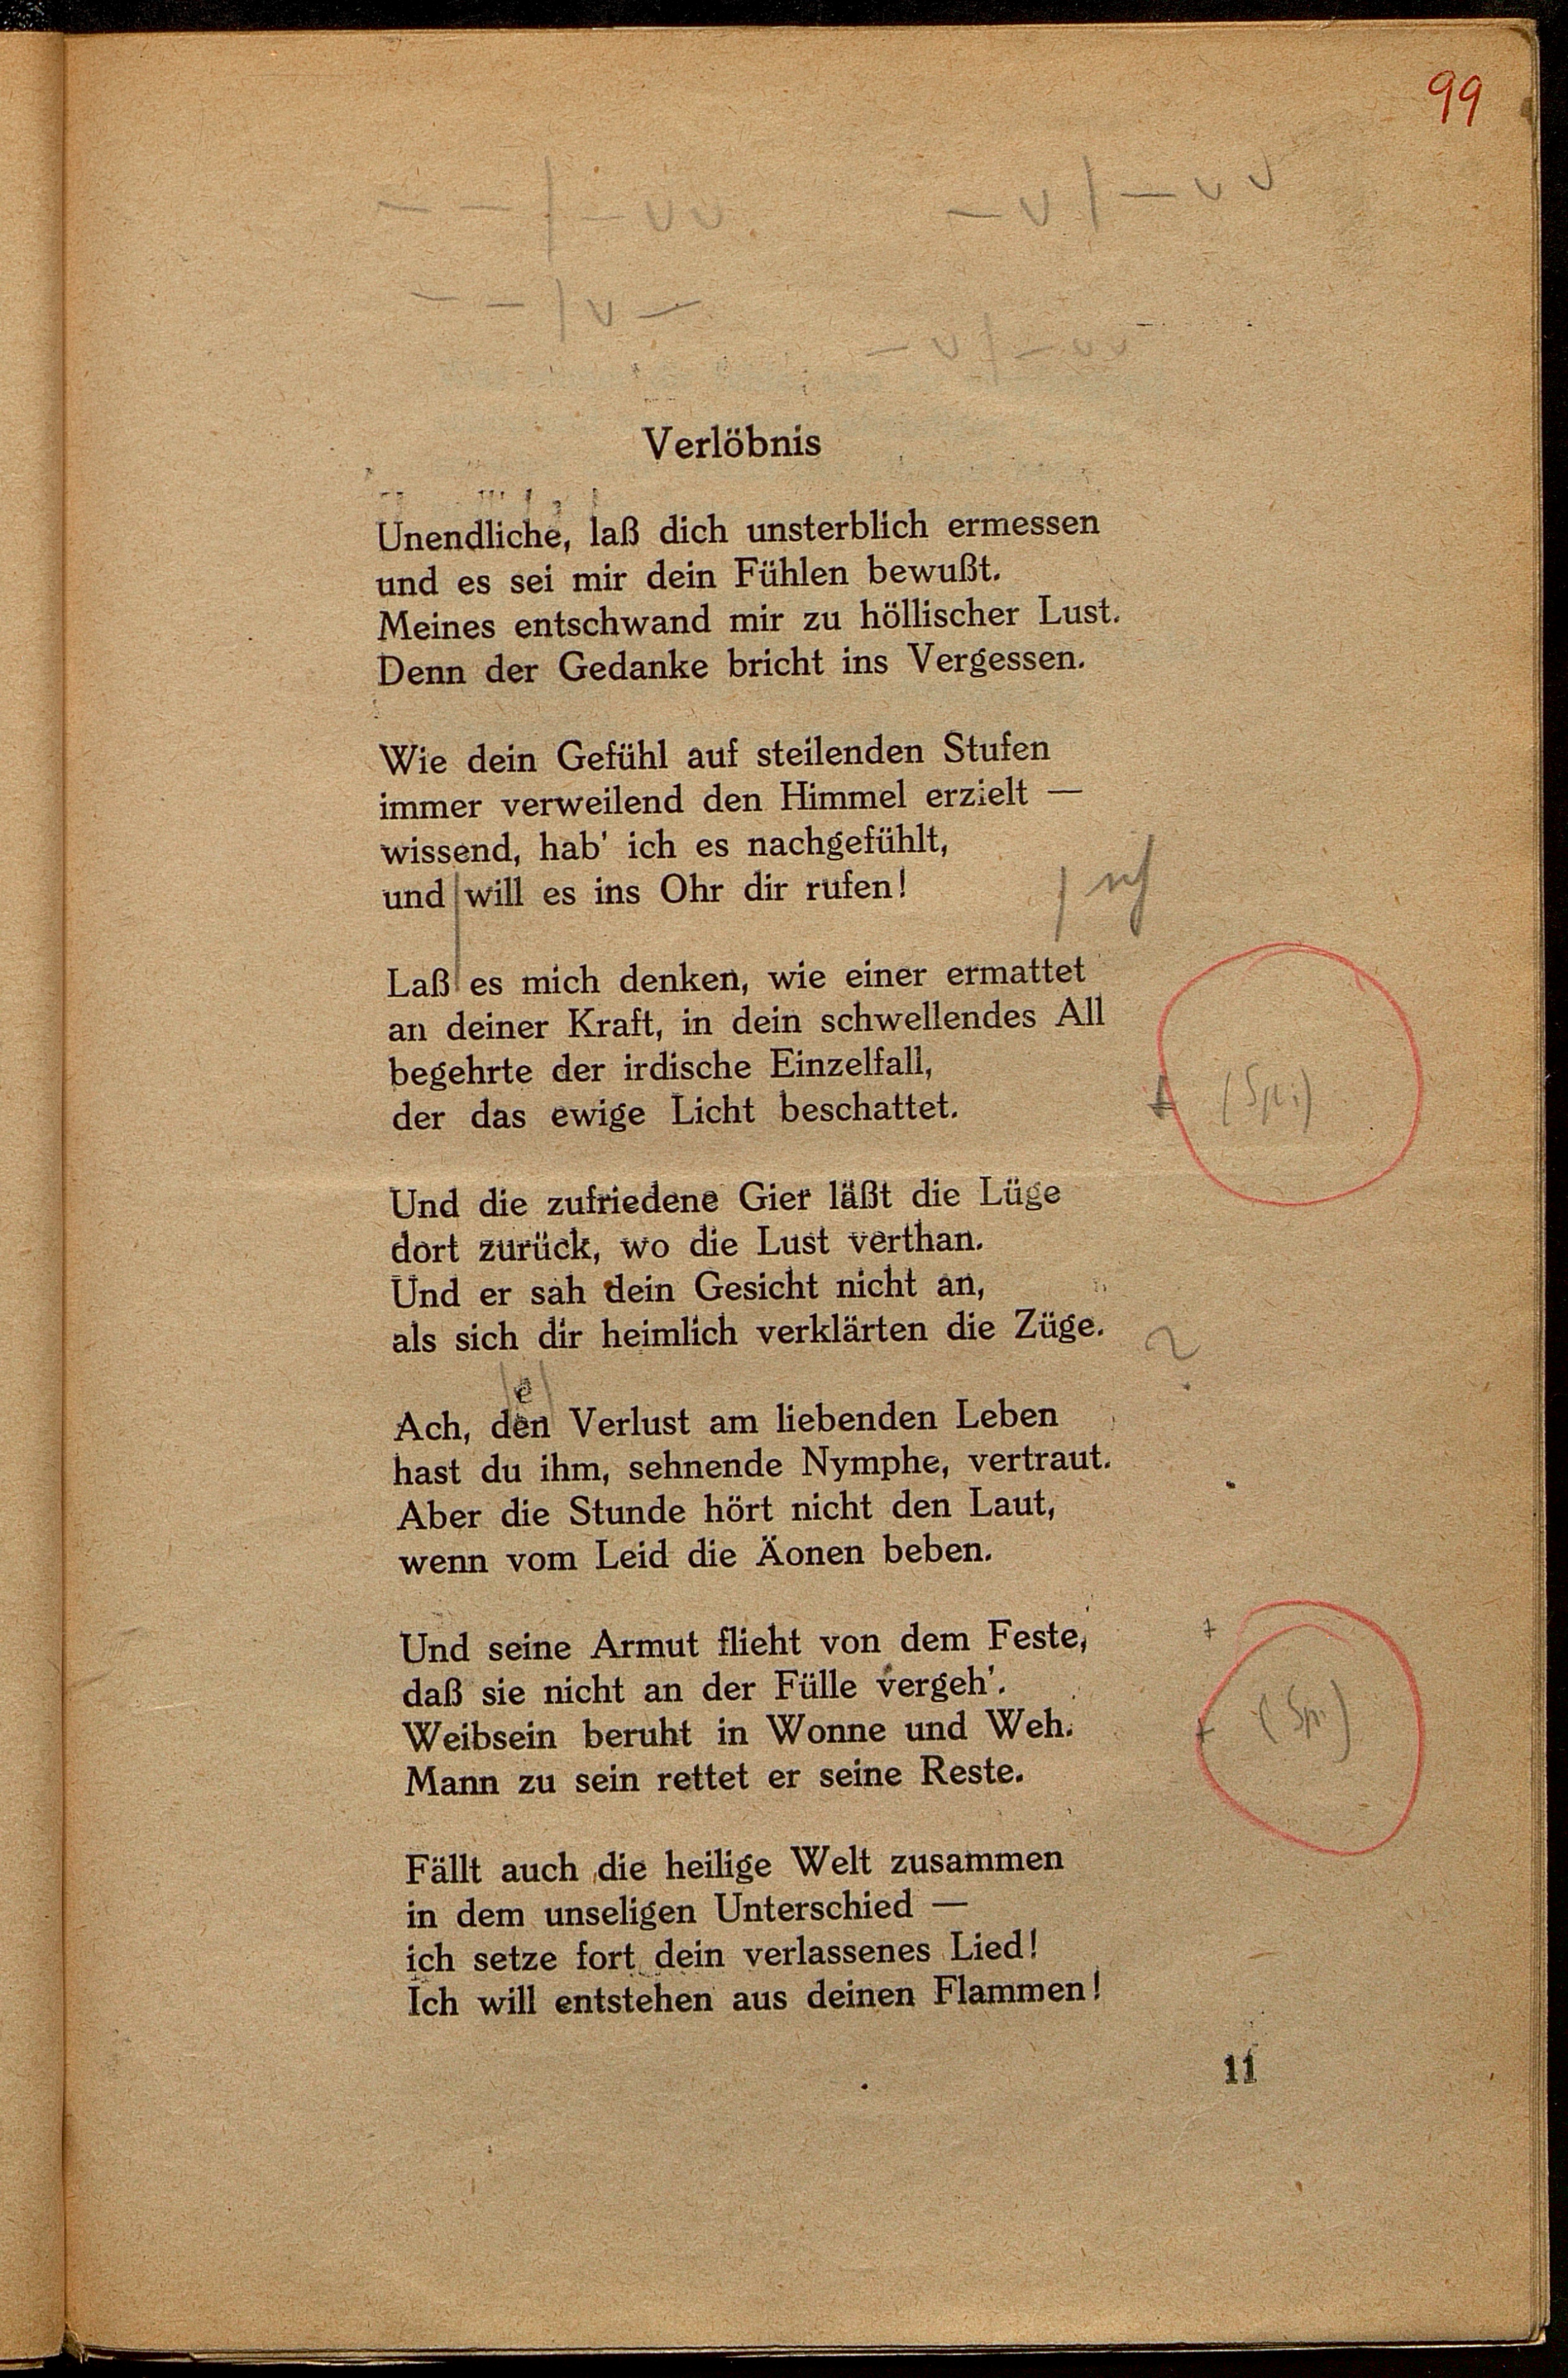 99
Verlöbnis
Unendliche, laß dich unsterblich ermessen
und es sei mir dein Fühlen bewußt.
Meines entschwand mir zu höllischer Lust.
Denn der Gedanke bricht ins Vergessen.
Wie dein Gefühl auf steilenden Stufen
immer verweilend den Himmel erzielt —
wissend, hab' ich es nachgefühlt,
und will es ins Ohr dir rufen!
Laß es mich denken, wie einer ermattet
an deiner Kraft, in dein schwellendes All
begehrte der irdische Einzelfall,
der das ewige Licht beschattet.
(Sp.)
Und die zufriedene Gier läßt die Lüge
dort zurück, wo die Lust verthan.
Und er sah dein Gesicht nicht an,
als sich dir heimlich verklärten die Züge.
?
e
Ach, den Verlust am liebenden Leben
hast du ihm, sehnende Nymphe, vertraut.
Aber die Stunde hört nicht den Laut,
wenn vom Leid die Äonen beben.
Und seine Armut flieht von dem Feste,
daß sie nicht an der Fülle vergeh'.
Weibsein beruht in Wonne und Weh.
(Sp.)
Mann zu sein rettet er seine Reste.
Fällt auch die heilige Welt zusammen
in dem unseligen Unterschied —
ich setze fort dein verlassenes Lied!
Ich will entstehen aus deinen Flammen!
11